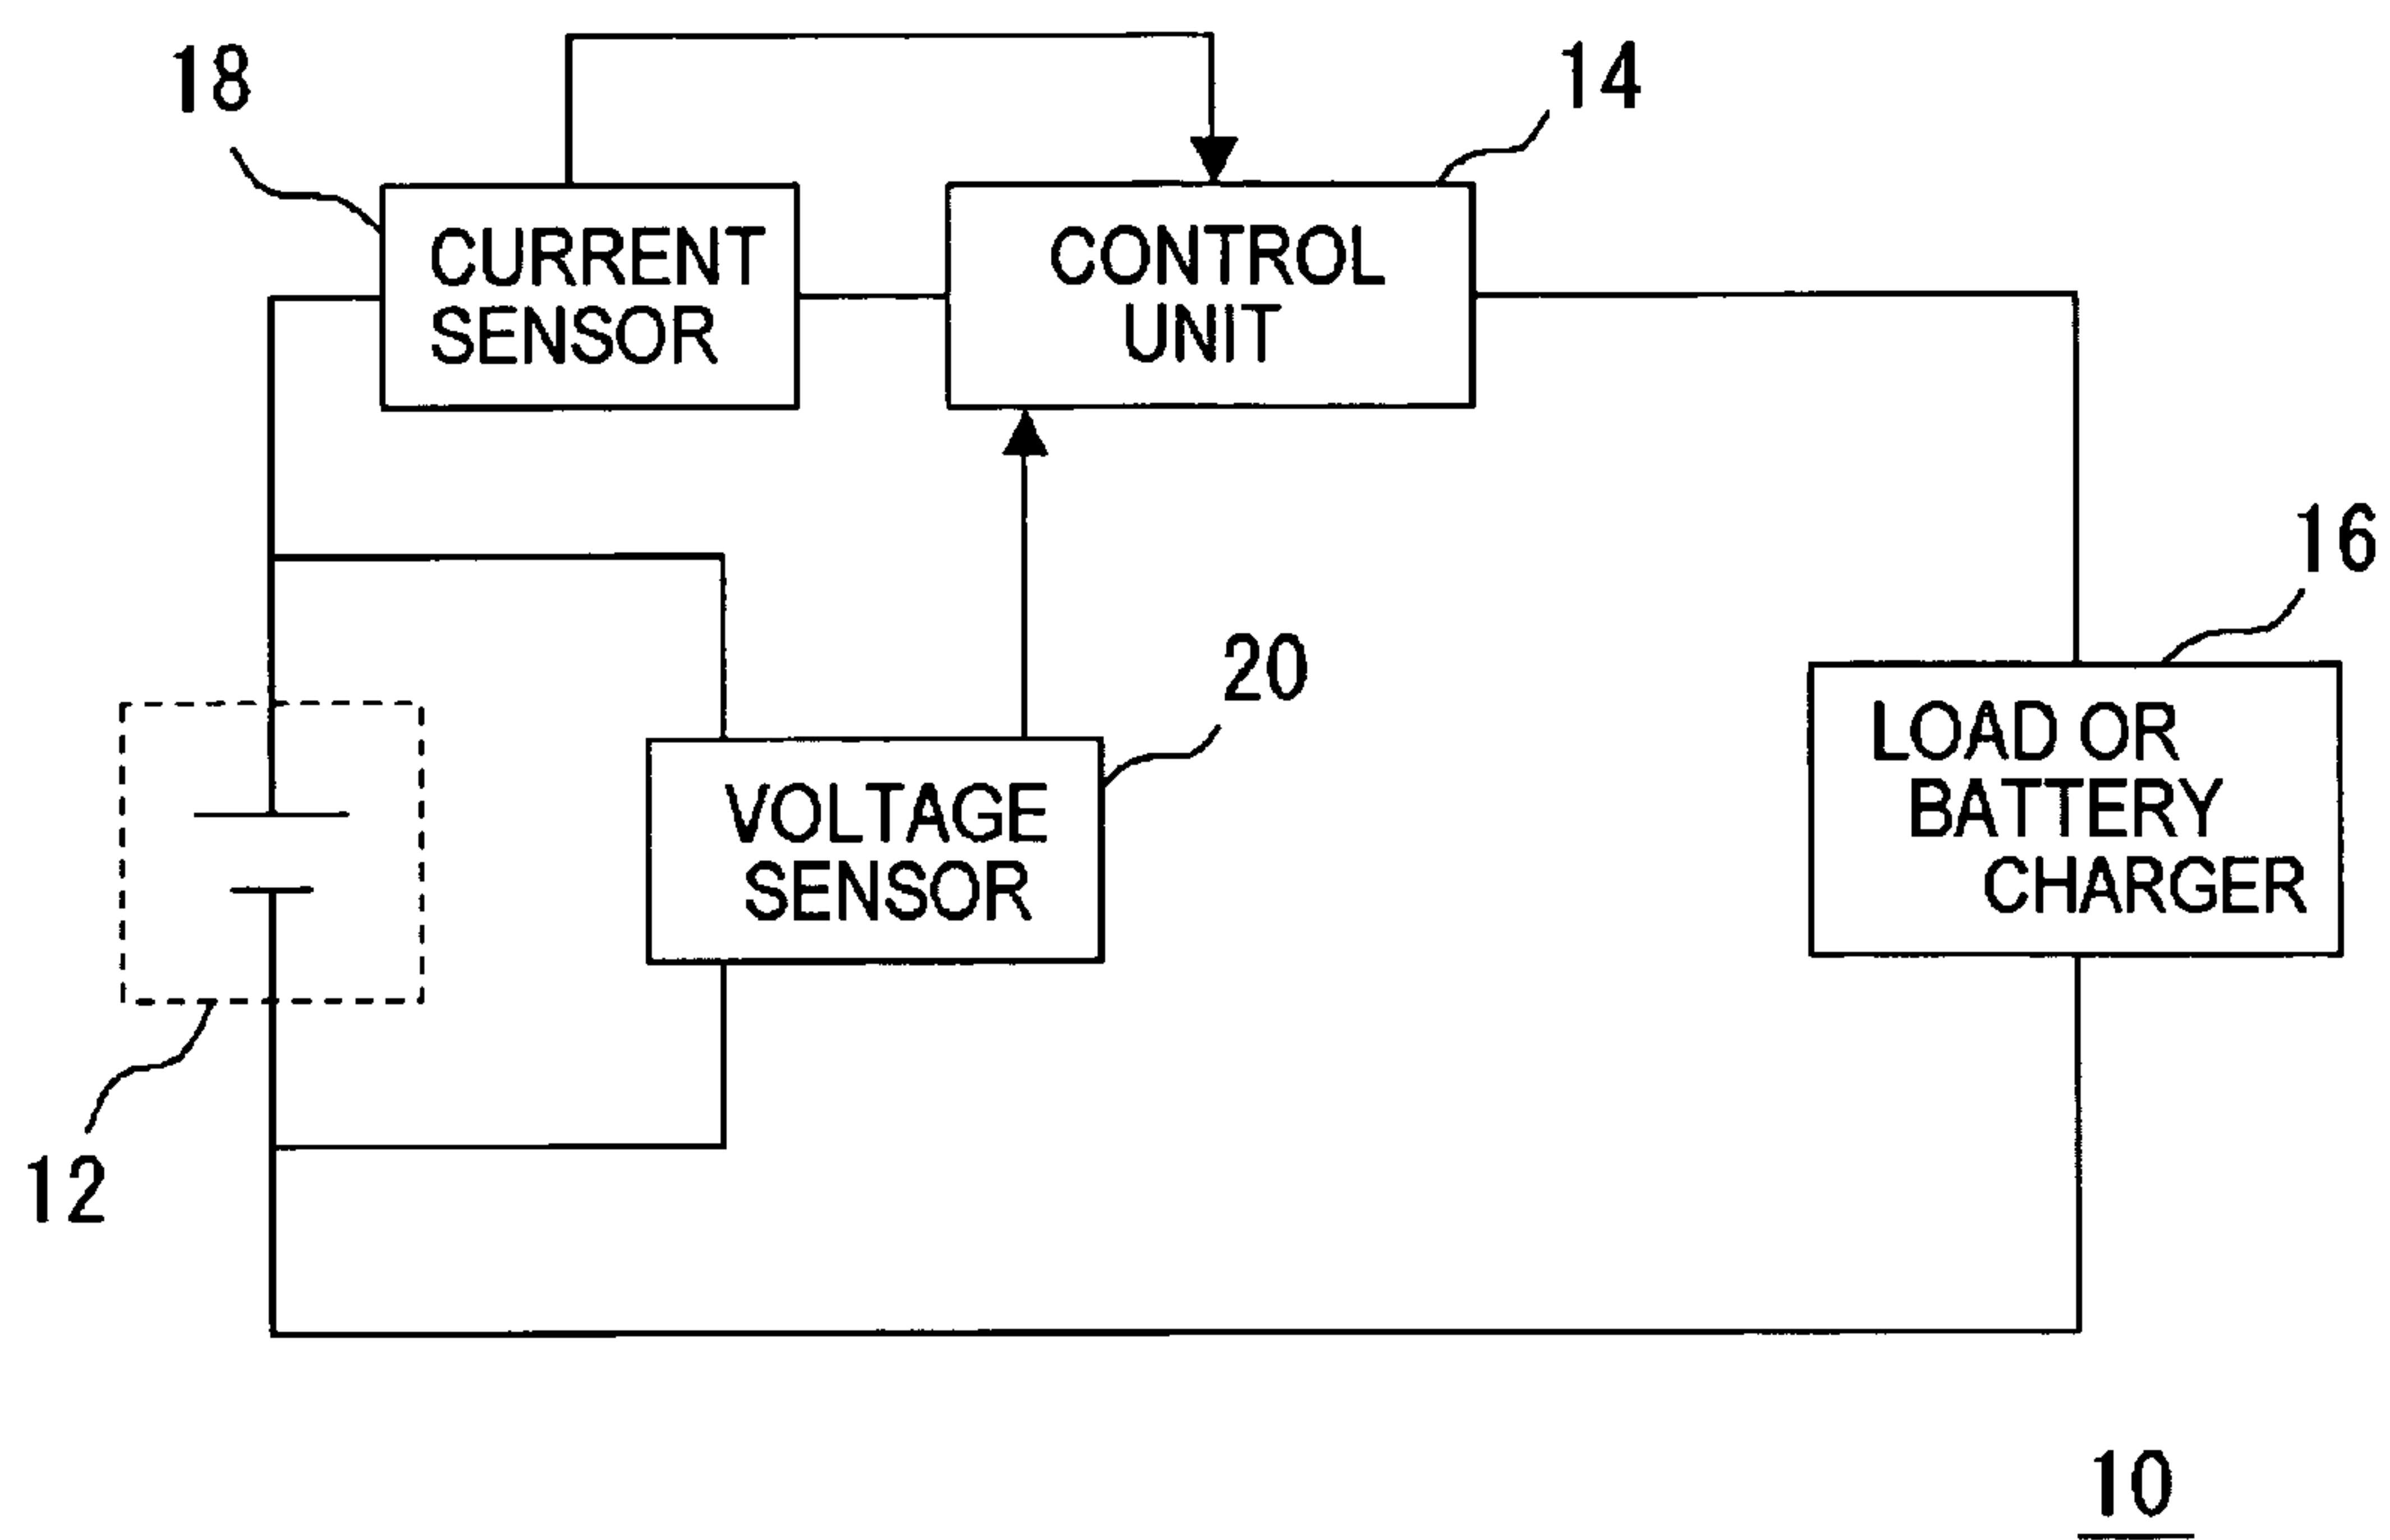 18
14
CURRENT
SENSOR
CONTROL
UNIT
16
20
LOAD OR
BATTERY
CHARGER
VOLTAGE
SENSOR
12
10